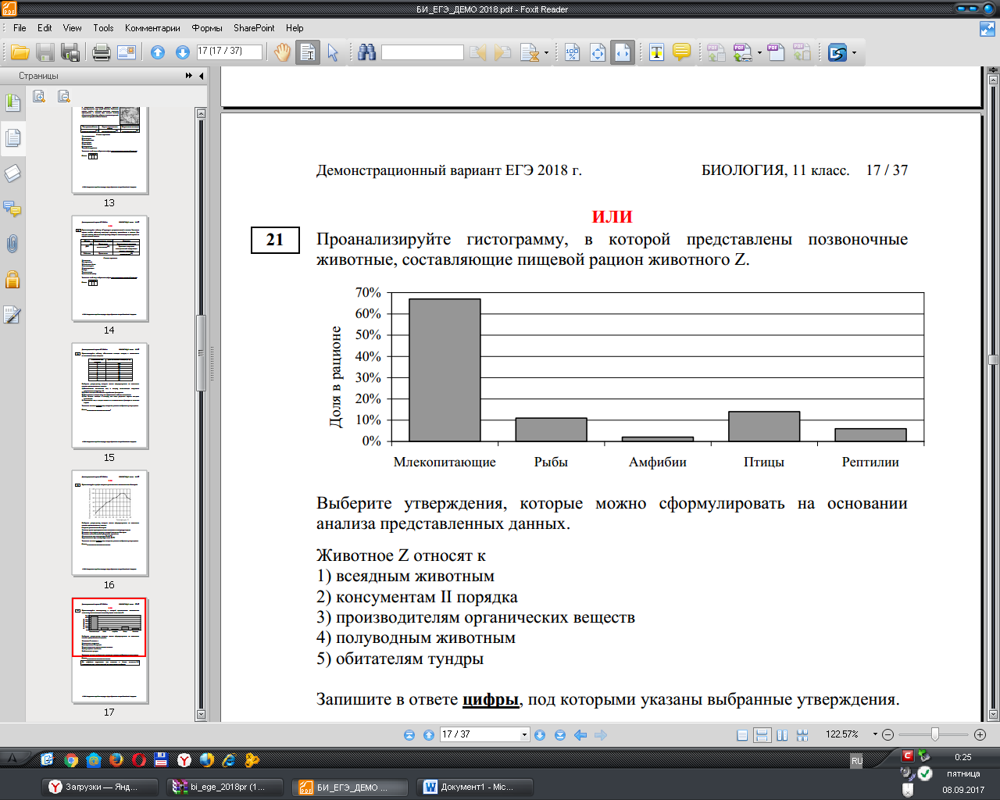 БИ_ЕГЭ_ДЕМО 2018.pdf - Foxit Reader
File Edit View Tools Комментарии Формы SharePoint Help
17 (17 / 37)
Страницы
13
14
15
16
17
Демонстрационный вариант ЕГЭ 2018 г. БИОЛОГИЯ, 11 класс. 17 / 37
ИЛИ
21
Проанализируйте гистограмму, в которой представлены позвоночные
животные, составляющие пищевой рацион животного Z.
Доля в рационе
70%
60%
50%
40%
30%
20%
10%
0%
Млекопитающие Рыбы Амфибии Птицы Рептилии
Выберите утверждения, которые можно сформулировать на основании
анализа представленных данных.
Животное Z относят к
1) всеядным животным
2) консументам II порядка
3) производителям органических веществ
4) полуводным животным
5) обитателям тундры
Запишите в ответе цифры, под которыми указаны выбранные утверждения.
17 / 37
122.57%
RU
0:25
пятница
08.09.2017
Загрузки — Янд...
bi_ege_2018pr (1...
БИ_ЕГЭ_ДЕМО ...
Документ1 - Mic...